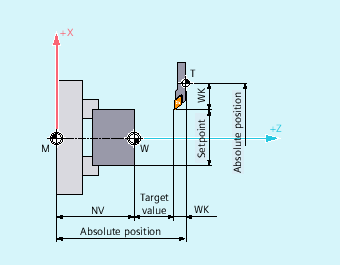 +X
T
WK
Setpoint
Absolute position
+Z
M
W
Target
value
NV
WK
Absolute position